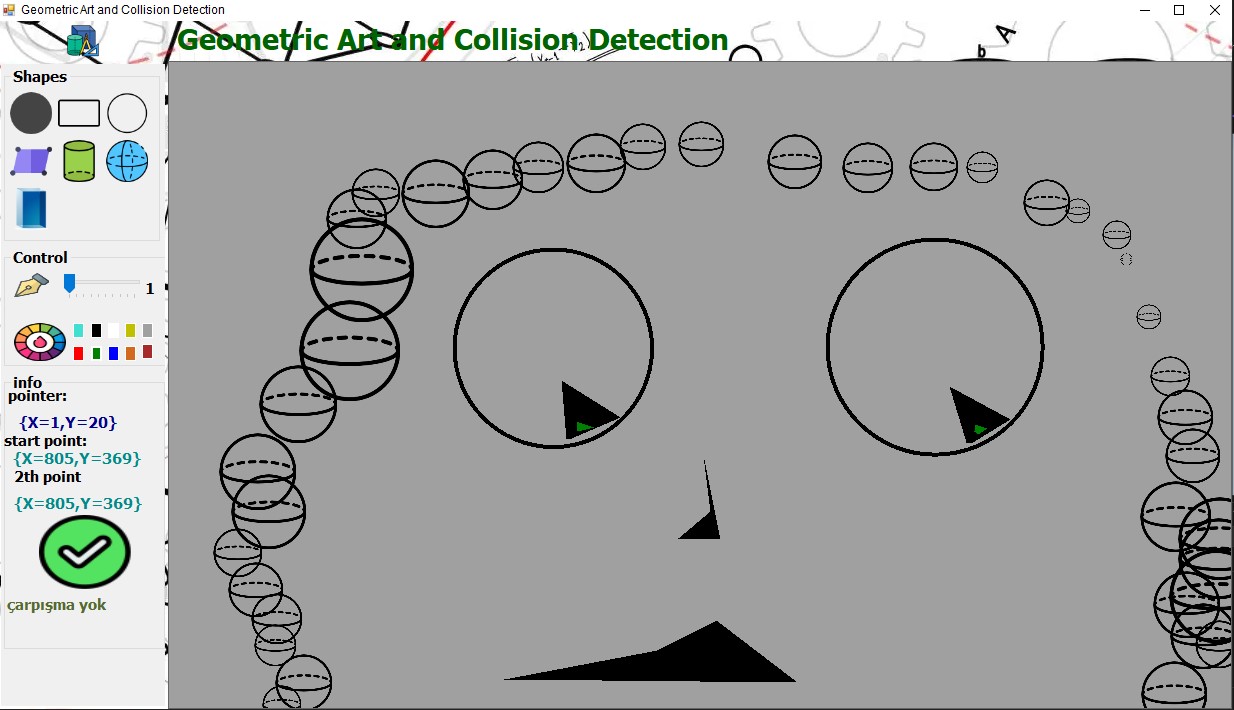 Geometric Art and Collision Detection
Geometric Art and Collision Detection
A
b
Shapes
Control
1
info
pointer:
{X=1,Y=20}
start point:
{X=805,Y=369}
2th point
{X=805,Y=369}
çarpışma yok